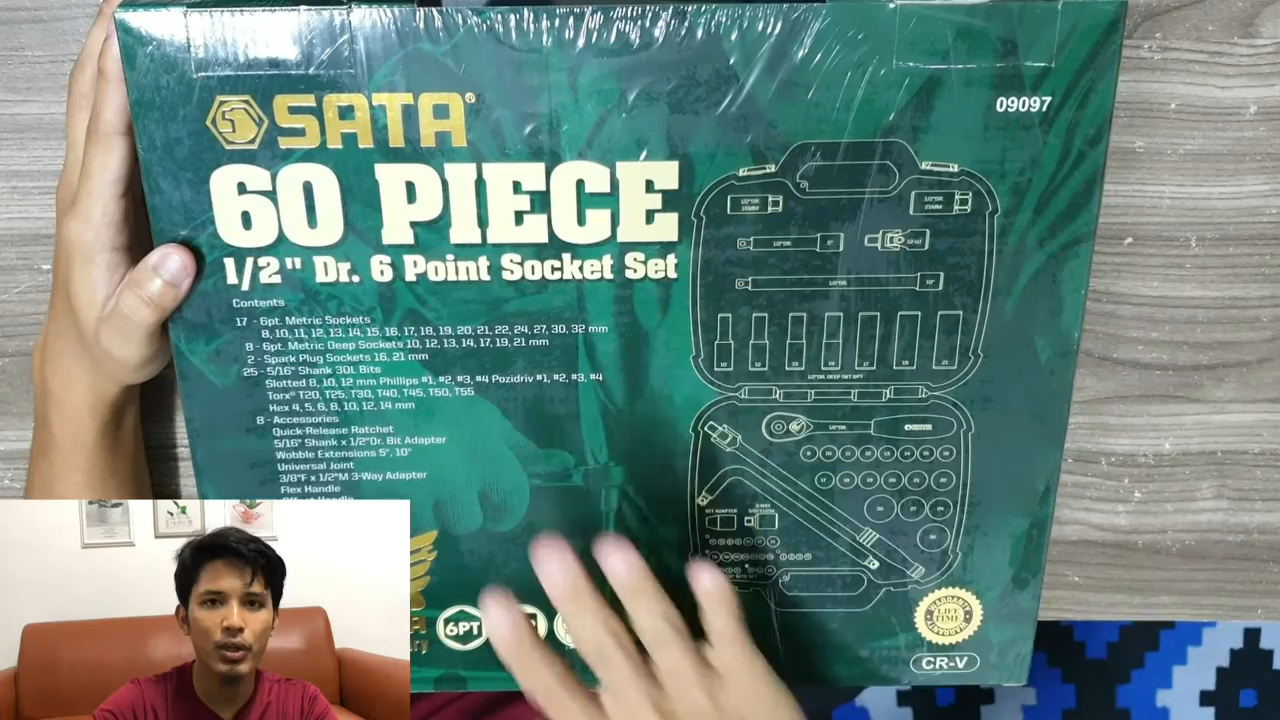 SATA®
09097
60 PIECE
1/2" Dr. 6 Point Socket Set
Contents
17 - 6pt. Metric Sockets
8, 10, 11, 12, 13, 14, 15, 16, 17, 18, 19, 20, 21, 22, 24, 27, 30, 32 mm
8 - 6pt. Metric Deep Sockets 10, 12, 13, 14, 17, 19, 21 mm
2 - Spark Plug Sockets 16, 21 mm
25 - 5/16" Shank 30L Bits
Slotted 8, 10, 12 mm Phillips #1, #2, #3, #4 Pozidriv #1, #2, #3, #4
Torx® T20, T25, T30, T40, T45, T50, T55
Hex 4, 5, 6, 8, 10, 12, 14 mm
8 - Accessories
Quick-Release Ratchet
5/16" Shank x 1/2"Dr. Bit Adapter
Wobble Extensions 5", 10"
Universal Joint
3/8"F x 1/2"M 3-Way Adapter
Flex Handle
6PT
WARRANTY
LIFE
TIME
WARRANTY
CR-V